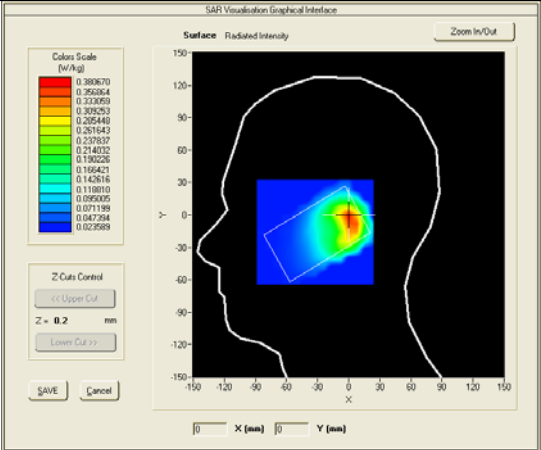 SAR Visualisation Graphical Interface
Surface Radiated Intensity
Zoom In/Out
Colors Scale
(W/kg)
0.380670
0.356864
0.333059
0.309253
0.285448
0.261643
0.237837
0.214032
0.190226
0.166421
0.142616
0.118810
0.095005
0.071199
0.047394
0.023589
Z-Cuts Control
<< Upper Cut
Z = 0.2 mm
Lower Cut >>
SAVE Cancel
150-
120-
90-
60-
30-
0-
-30-
-60-
-90-
-120-
-150-
Y
-150 -120 -90 -60 -30 0 30 60 90 120 150
X
0 X (mm) 0 Y (mm)